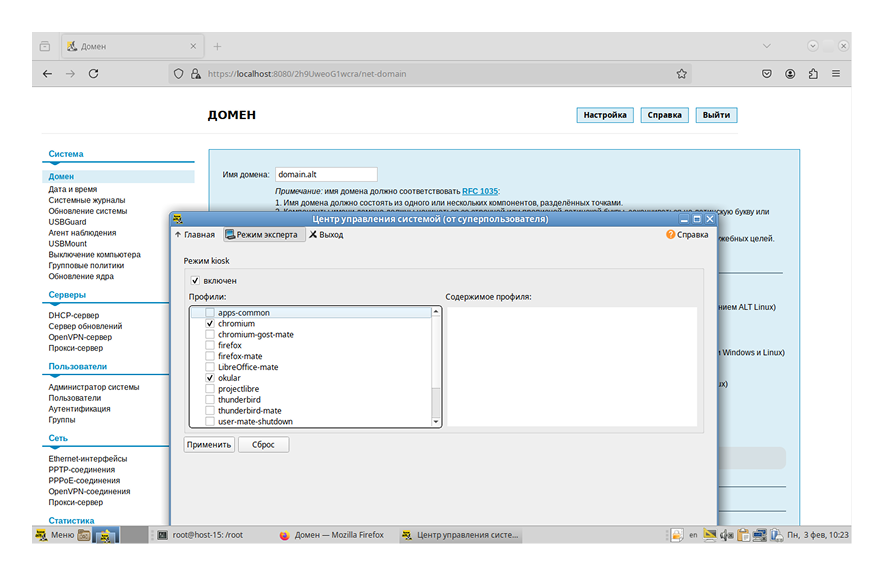 Домен
https://localhost:8080/2h9UweoG1wcra/net-domain
ДОМЕН
Настройка
Справка
Выйти
Система
Домен
Дата и время
Системные журналы
Обновление системы
USBGuard
Агент наблюдения
USBMount
Выключение компьютера
Групповые политики
Обновление ядра
Серверы
DHCP-сервер
Сервер обновлений
OpenVPN-сервер
Прокси-сервер
Пользователи
Администратор системы
Пользователи
Аутентификация
Группы
Сеть
Ethernet-интерфейсы
PPTP-соединения
PPPoE-соединения
OpenVPN-соединения
Прокси-сервер
Статистика
Имя домена: domain.alt
Примечание: имя домена должно соответствовать RFC 1035:
1. Имя домена должно состоять из одного или нескольких компонентов, разделённых точками.
скую букву или
жебных целей.
нием ALT Linux)
Windows и Linux)
ux)
Центр управления системой (от суперпользователя)
Главная
Режим эксперта
Выход
Справка
Режим kiosk
включен
Профили:
Содержимое профиля:
apps-common
chromium
chromium-gost-mate
firefox
firefox-mate
LibreOffice-mate
okular
projectlibre
thunderbird
thunderbird-mate
user-mate-shutdown
Применить
Сброс
Меню
root@host-15: /root
Домен — Mozilla Firefox
Центр управления систе...
en
Пн, 3 фев, 10:23